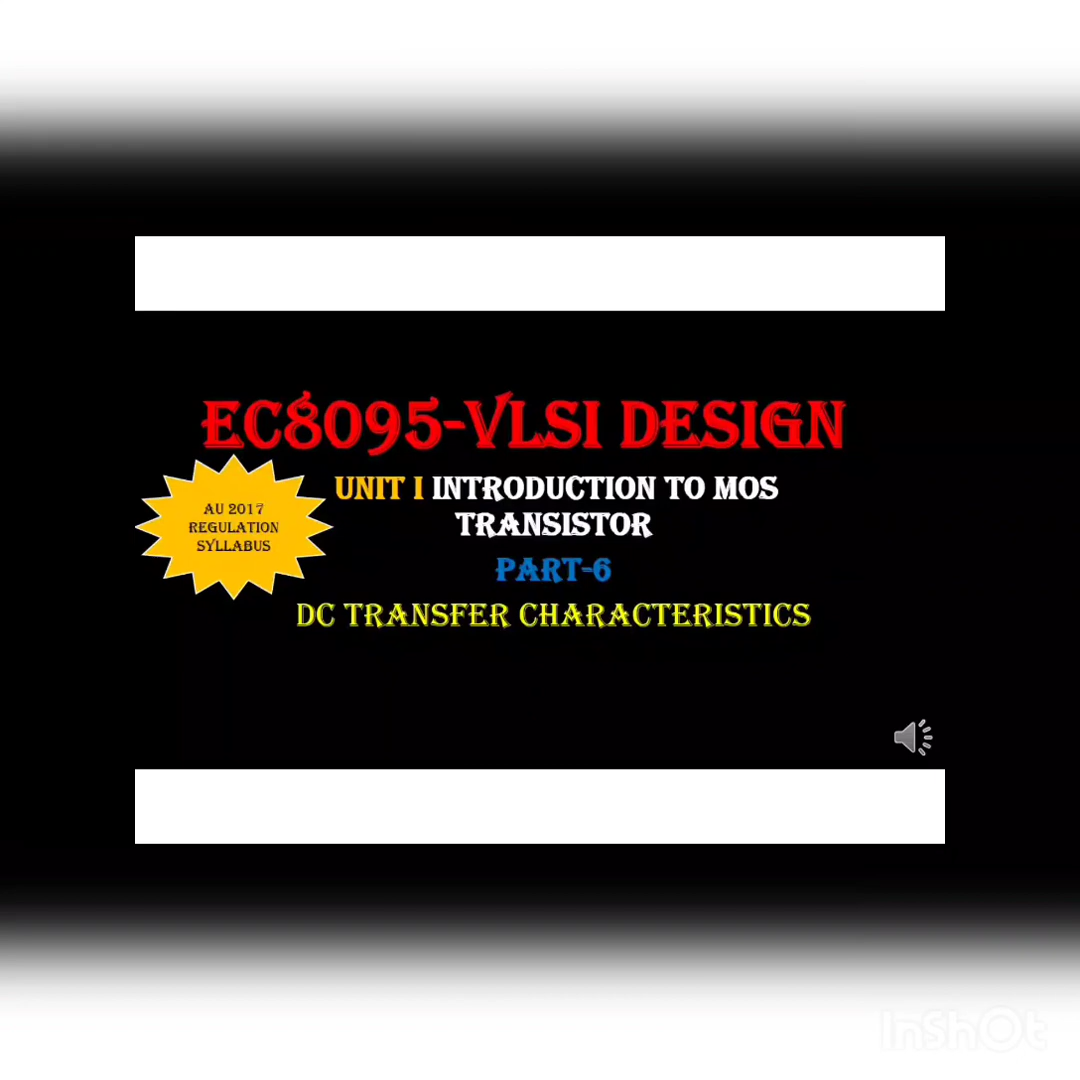 EC8095-VLSI DESIGN
UNIT I INTRODUCTION TO MOS
TRANSISTOR
AU 2017
REGULATION
SYLLABUS
PART-6
DC TRANSFER CHARACTERISTICS
InShOt